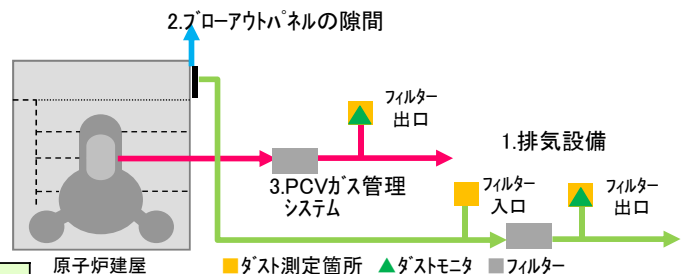 2.ブローアウトパネルの隙間
フィルター
出口
1.排気設備
3.PCVガス管理
システム
フィルター
入口
フィルター
出口
原子炉建屋
ダスト測定箇所 ダストモニタ フィルター